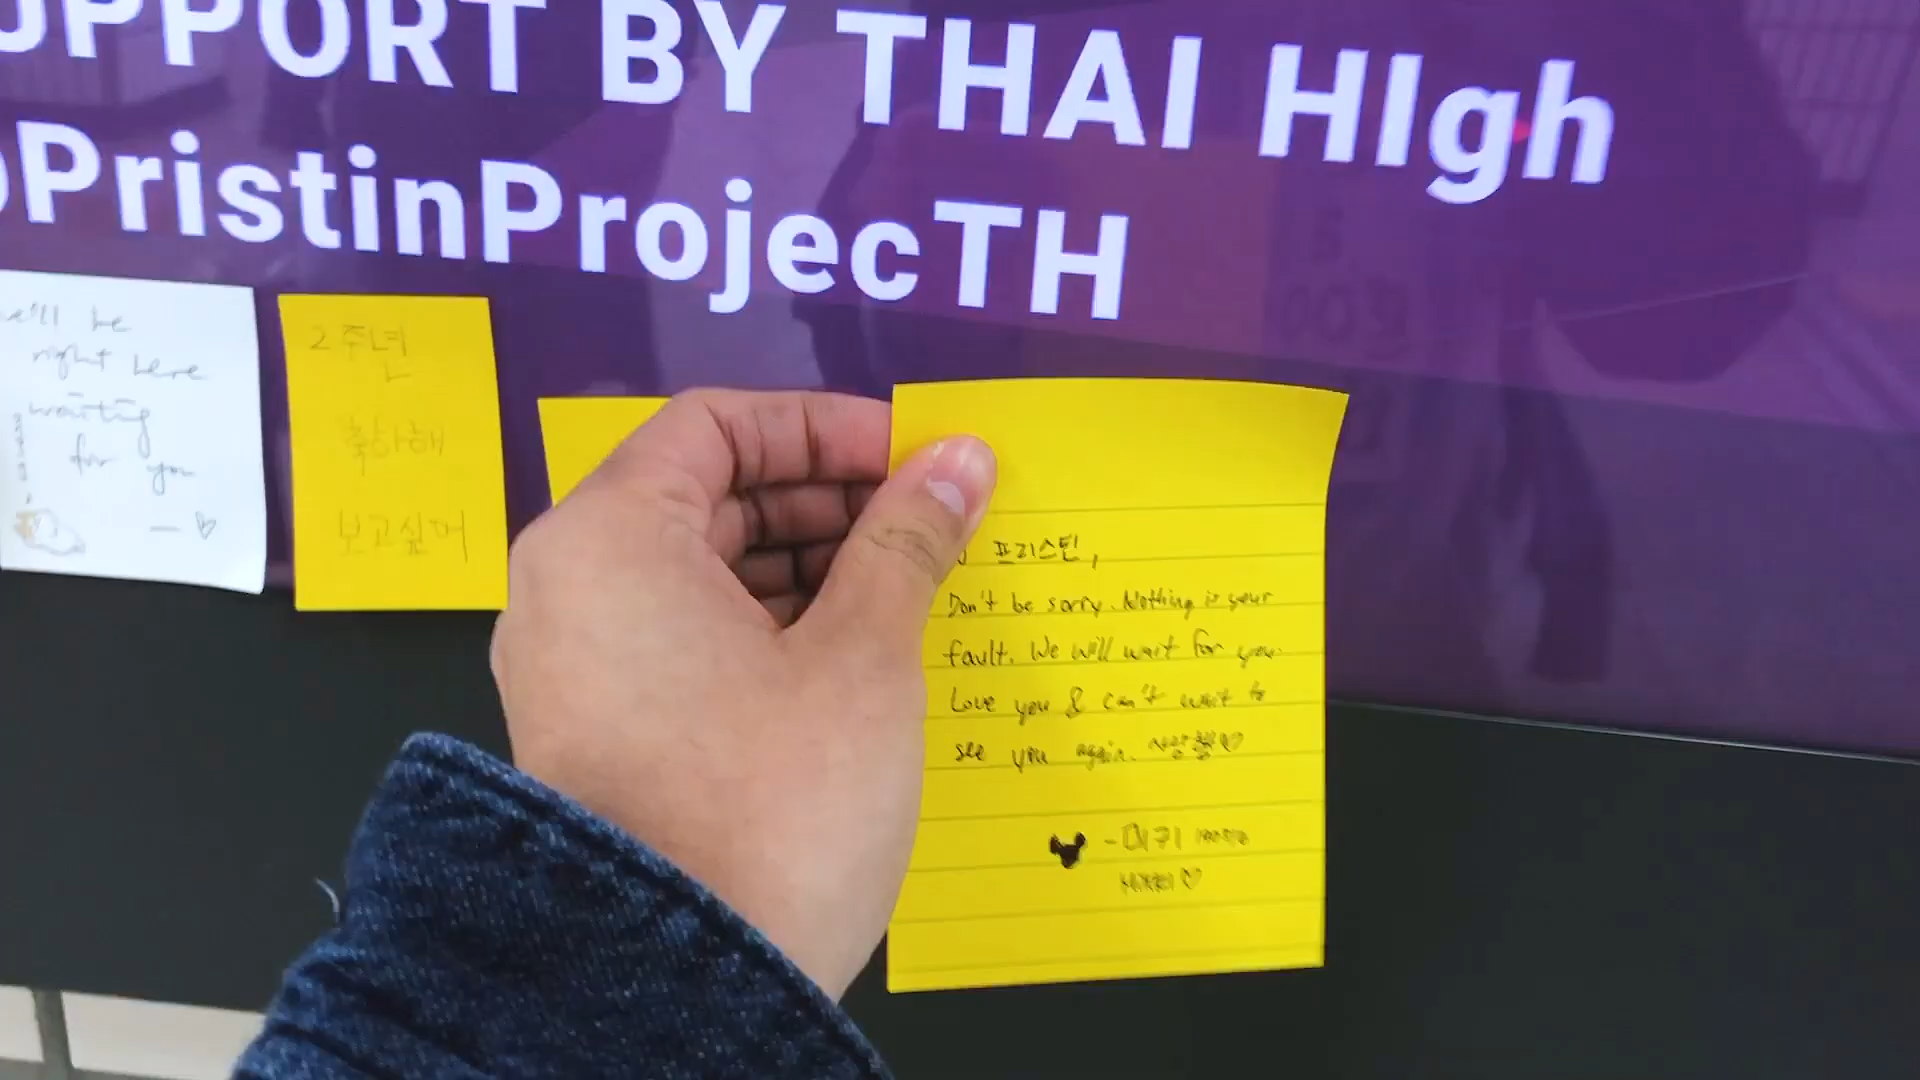 UPPORT BY THAI HIgh
@PristinProjecTH
we'll be
right here
waiting
for you
2주년
축하해
보고싶어
프리스틴,
Don't be sorry. Nothing is your
fault. We will wait for you.
Love you & can't wait to
see you again. 사랑해♡